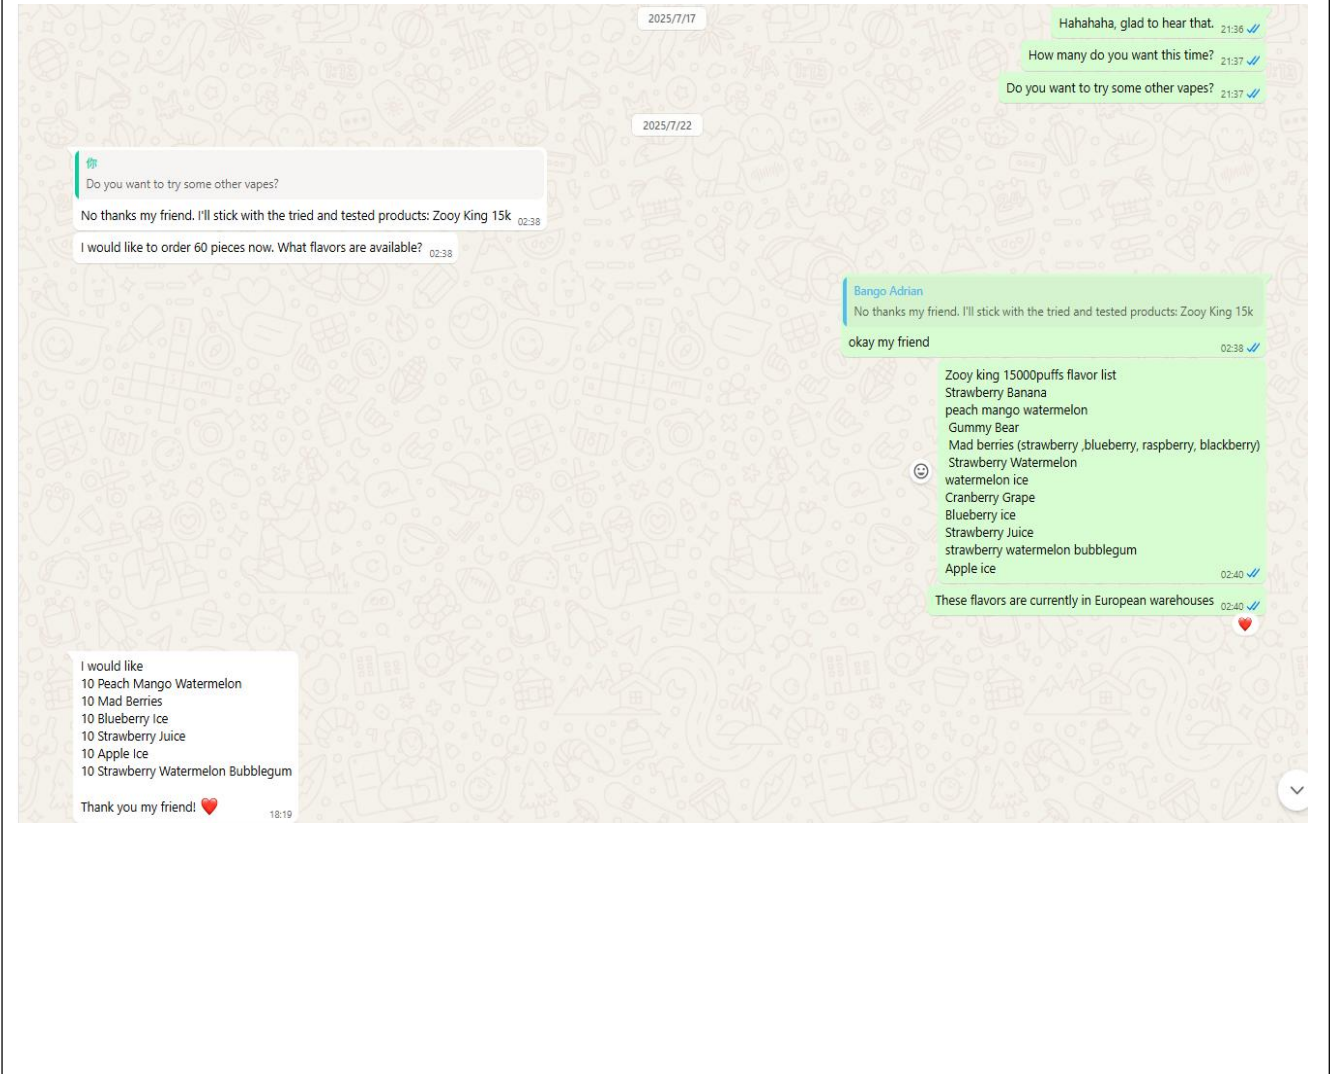 2025/7/17
Hahahaha, glad to hear that. 21:36
How many do you want this time? 21:37
Do you want to try some other vapes? 21:37
2025/7/22
你
Do you want to try some other vapes?
No thanks my friend. I'll stick with the tried and tested products: Zooy King 15k 02:38
I would like to order 60 pieces now. What flavors are available? 02:38
Bango Adrian
No thanks my friend. I'll stick with the tried and tested products: Zooy King 15k
okay my friend 02:38
Zooy king 15000puffs flavor list
Strawberry Banana
peach mango watermelon
Gummy Bear
Mad berries (strawberry ,blueberry, raspberry, blackberry)
Strawberry Watermelon
watermelon ice
Cranberry Grape
Blueberry ice
Strawberry Juice
strawberry watermelon bubblegum
Apple ice 02:40
These flavors are currently in European warehouses 02:40
I would like
10 Peach Mango Watermelon
10 Mad Berries
10 Blueberry Ice
10 Strawberry Juice
10 Apple Ice
10 Strawberry Watermelon Bubblegum
Thank you my friend! ❤️ 18:19